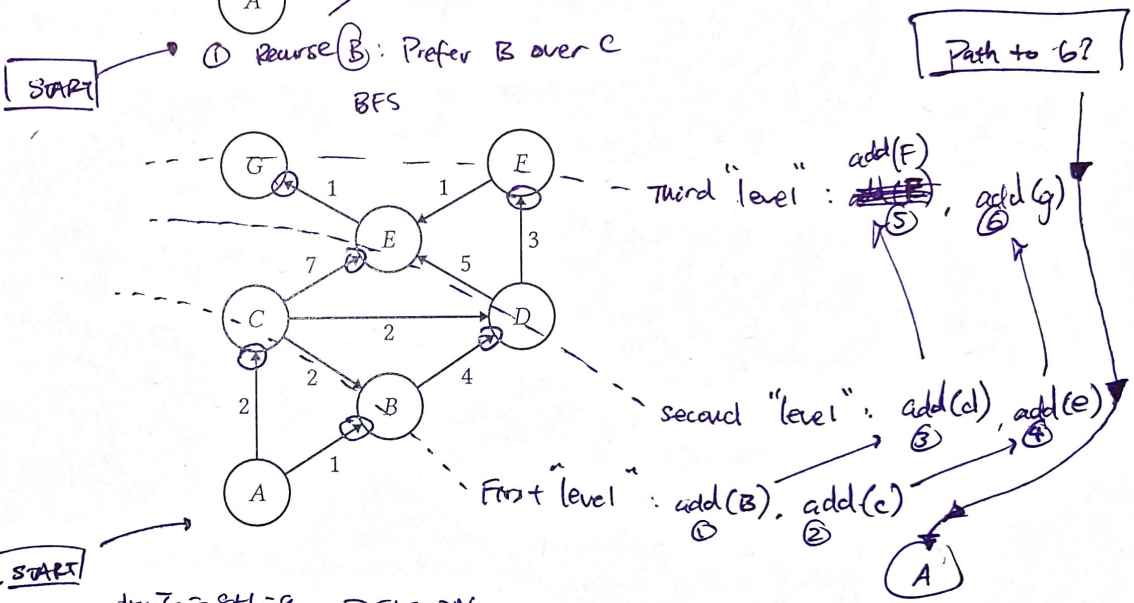 A
① Recurse B: Prefer B over C
START
BFS
Path to G?
G
E
1
1
E
7
5
3
C
D
2
2
4
B
2
1
A
add(F)
Third "level" : ⑤, add(g) ⑥
second "level": add(d) ③, add(e) ④
First "level" : add(B) ①, add(c) ②
A
START